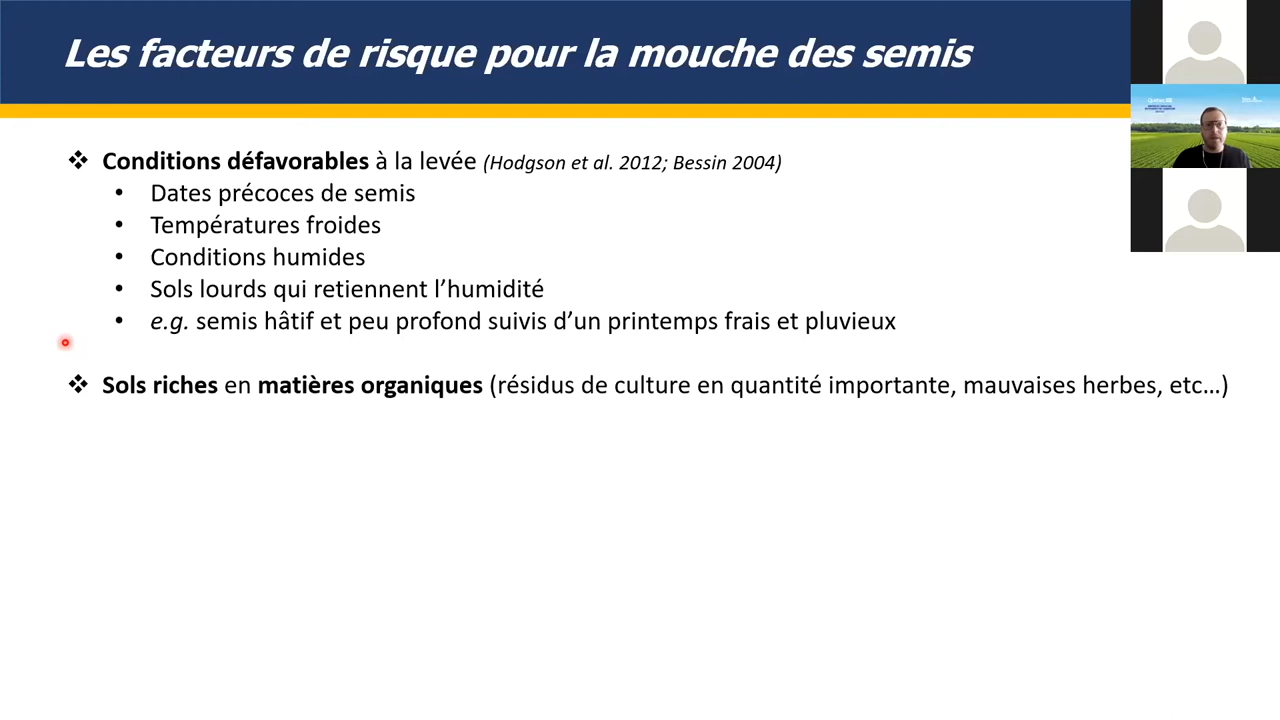 Les facteurs de risque pour la mouche des semis
❖ Conditions défavorables à la levée (Hodgson et al. 2012; Bessin 2004)
• Dates précoces de semis
• Températures froides
• Conditions humides
• Sols lourds qui retiennent l’humidité
• e.g. semis hâtif et peu profond suivis d’un printemps frais et pluvieux
❖ Sols riches en matières organiques (résidus de culture en quantité importante, mauvaises herbes, etc…)
Québec